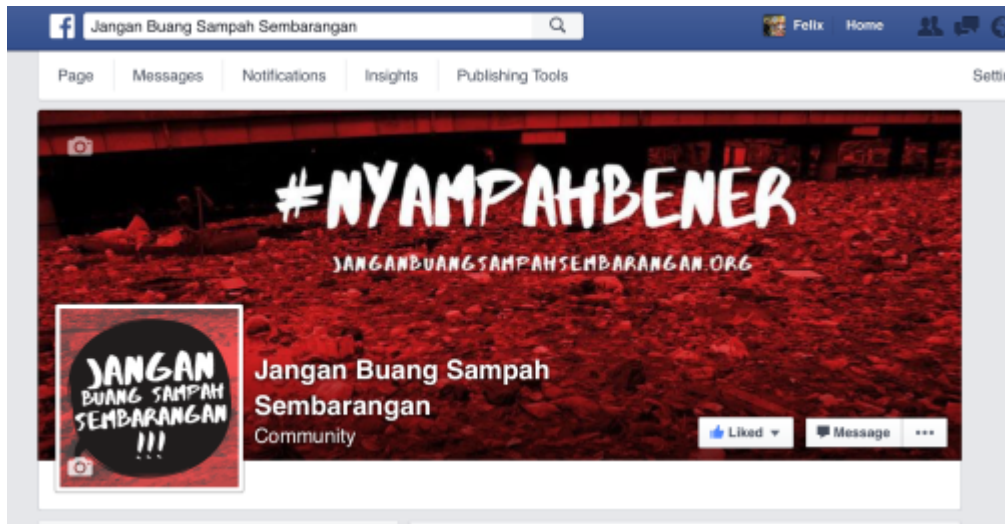 Jangan Buang Sampah Sembarangan
Felix Home
Page Messages Notifications Insights Publishing Tools
#NYAMPAHBENER
JANGANBUANGSAMPAHSEMBARANGAN.ORG
JANGAN
BUANG SAMPAH
SEMBARANGAN
!!!
Jangan Buang Sampah
Sembarangan
Community
Liked Message